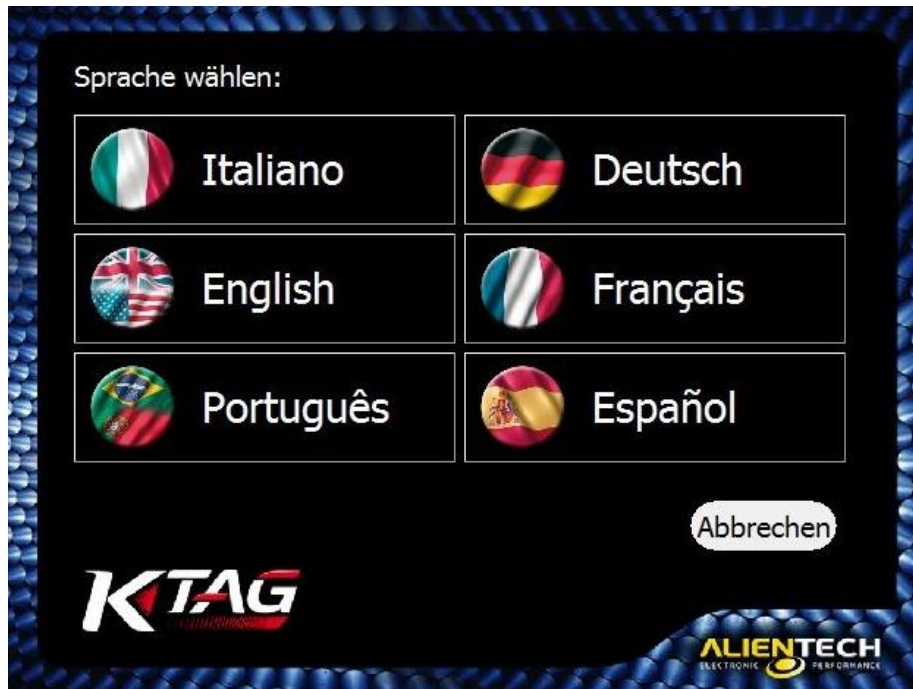 Sprache wählen:
Italiano
Deutsch
English
Français
Português
Español
Abbrechen
KTAG
ALIENTECH
ELECTRONIC PERFORMANCE